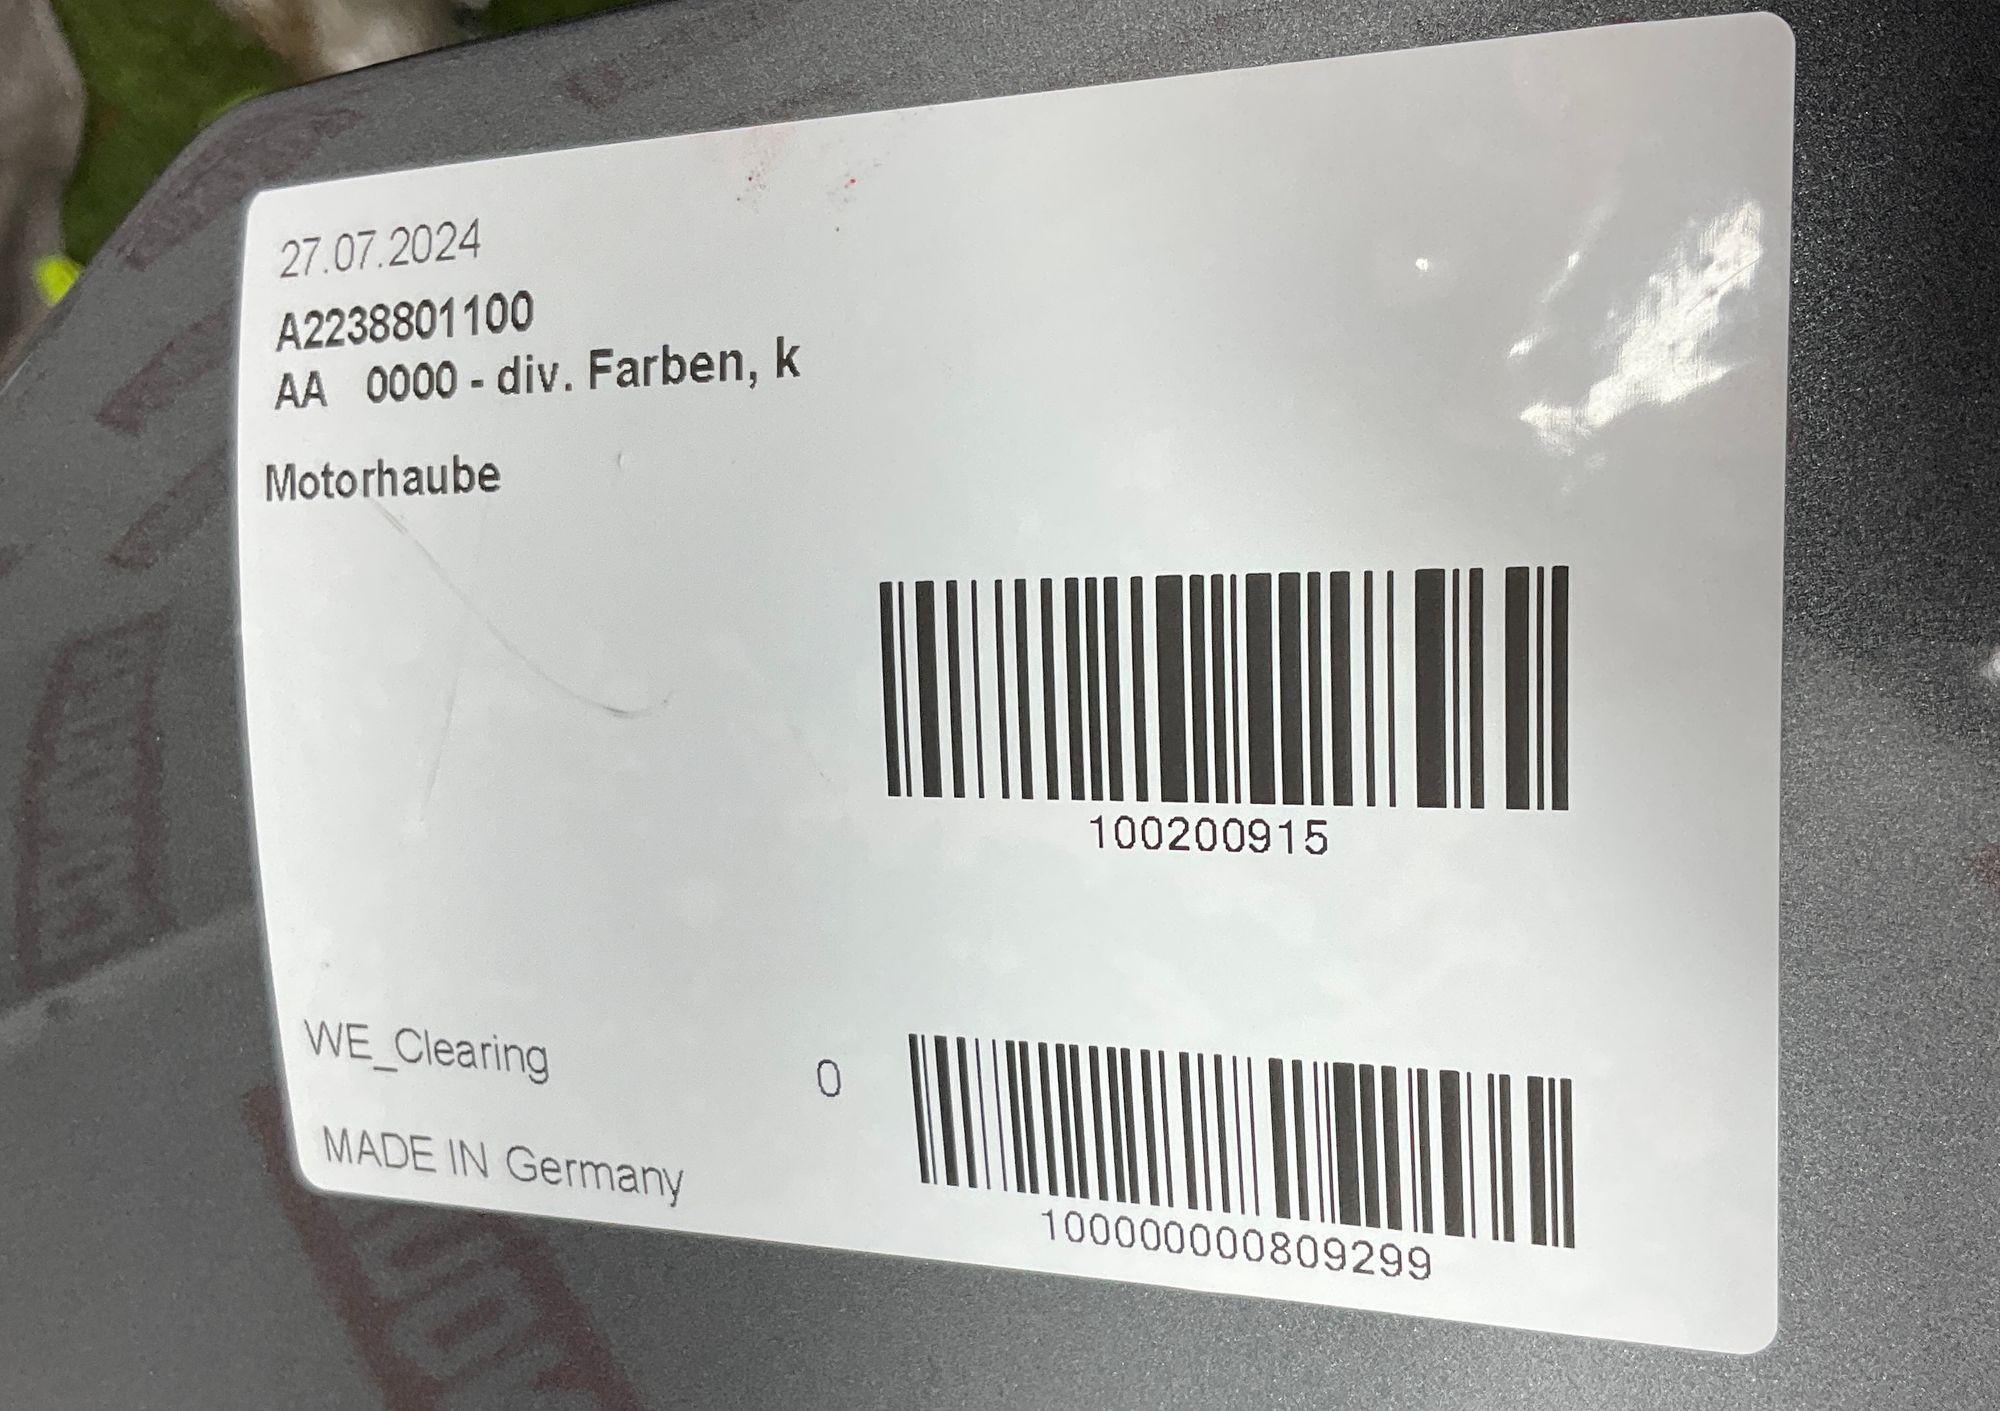 27.07.2024
A2238801100
AA 0000 - div. Farben, k
Motorhaube
100200915
WE_Clearing 0
MADE IN Germany
100000000809299